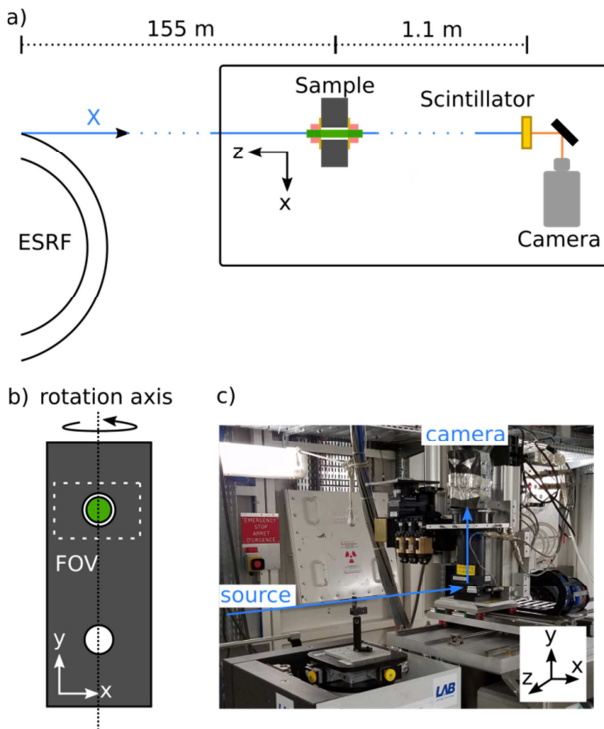 a)
155 m
1.1 m
Sample
Scintillator
X
z
x
ESRF
Camera
b) rotation axis
FOV
y
x
c)
camera
EMERGENCY
STOP
ARRET
D'URGENCE
source
LAB
y
x
z